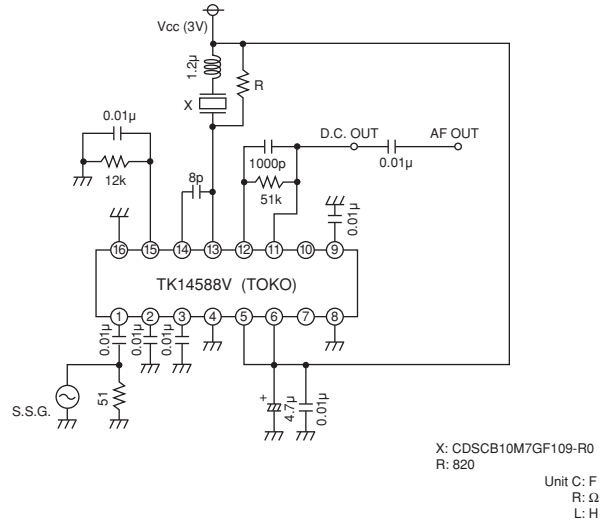 Vcc (3V)
1.2µ
R
X
0.01µ
12k
8p
1000p
51k
D.C. OUT
0.01µ
AF OUT
0.01µ
16 15 14 13 12 11 10 9
TK14588V (TOKO)
1 2 3 4 5 6 7 8
0.01µ
0.01µ
0.01µ
51
S.S.G.
+
4.7µ
0.01µ
X: CDSCB10M7GF109-R0
R: 820
Unit C: F
R: Ω
L: H